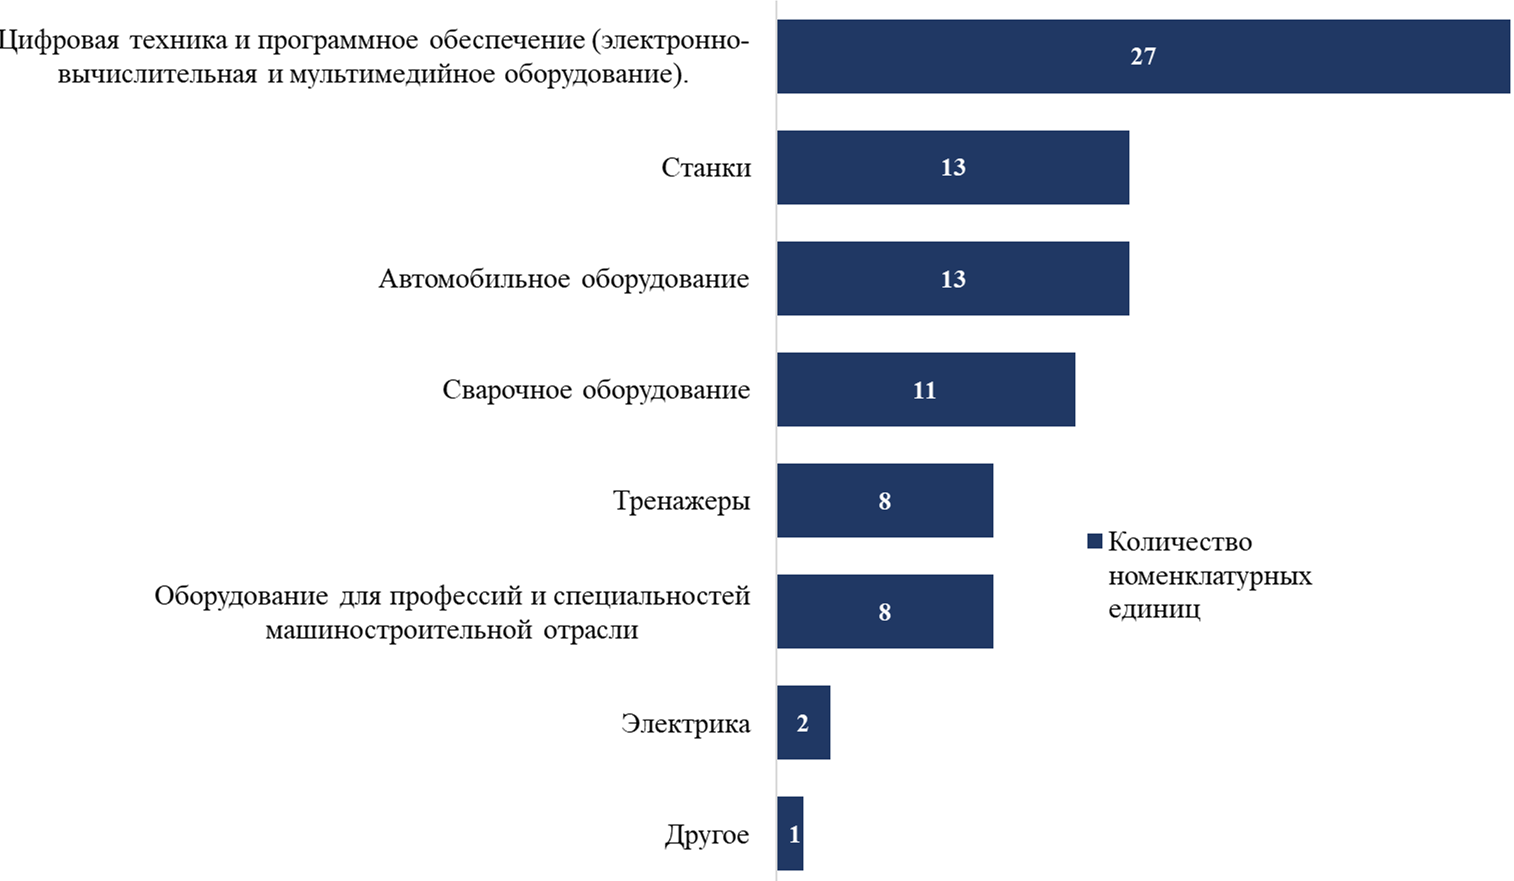 Цифровая техника и программное обеспечение (электронно-
вычислительная и мультимедийное оборудование).
27
Станки
13
Автомобильное оборудование
13
Сварочное оборудование
11
Тренажеры
8
Оборудование для профессий и специальностей
машиностроительной отрасли
8
Количество
номенклатурных
единиц
Электрика
2
Другое
1